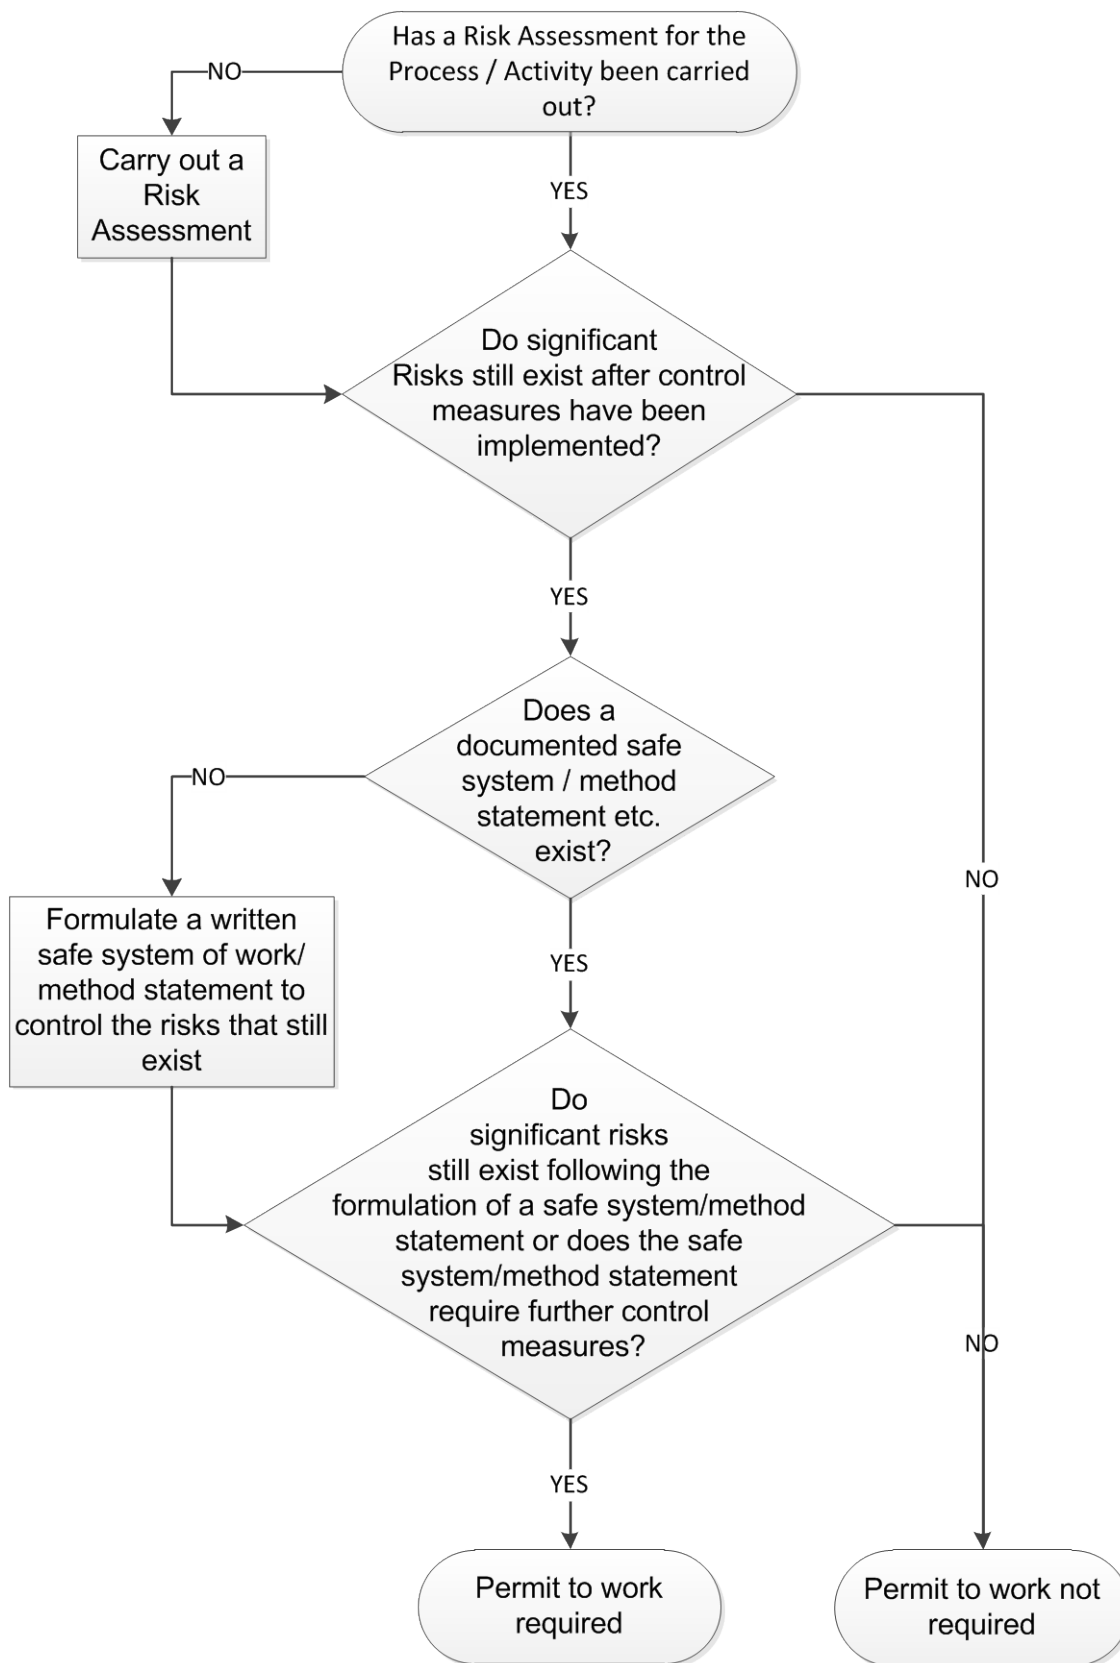 Has a Risk Assessment for the
Process / Activity been carried
out?
NO
Carry out a
Risk
Assessment
YES
Do significant
Risks still exist after control
measures have been
implemented?
YES
Does a
documented safe
system / method
statement etc.
exist?
NO
NO
Formulate a written
safe system of work/
method statement to
control the risks that still
exist
YES
Do
significant risks
still exist following the
formulation of a safe system/method
statement or does the safe
system/method statement
require further control
measures?
NO
YES
Permit to work
required
Permit to work not
required